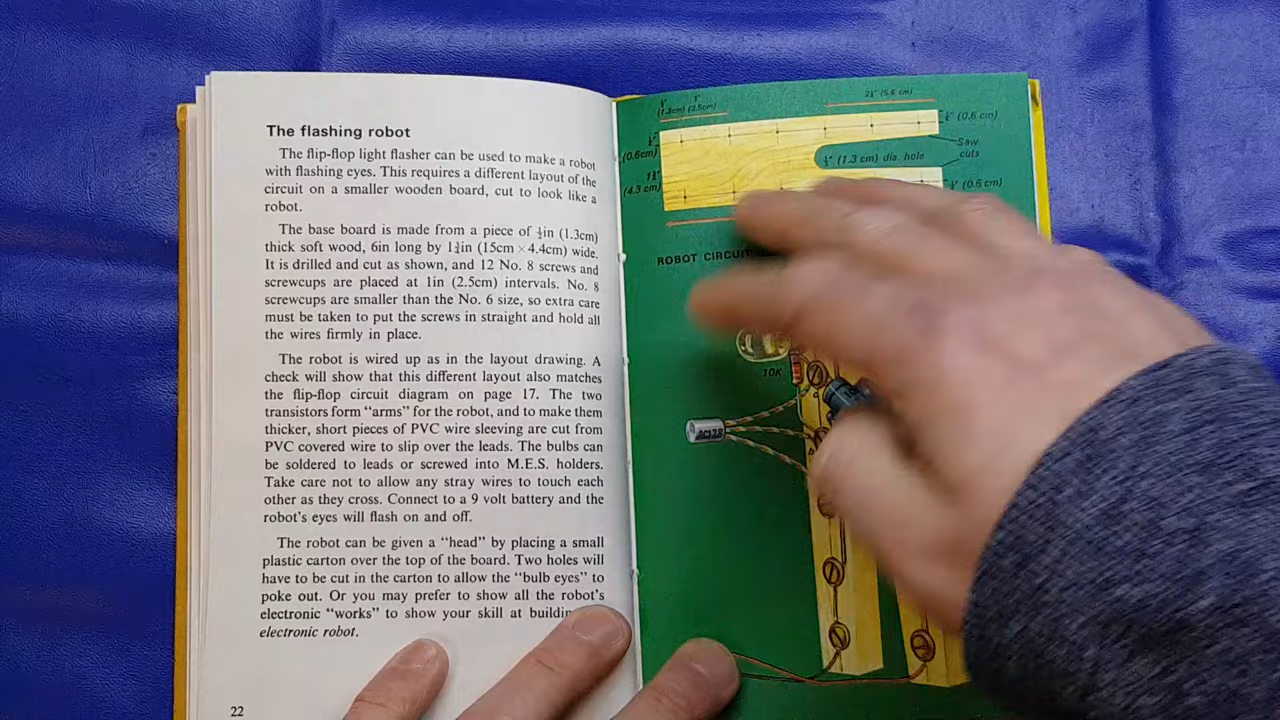 The flashing robot
The flip-flop light flasher can be used to make a robot
with flashing eyes. This requires a different layout of the
circuit on a smaller wooden board, cut to look like a
robot.
The base board is made from a piece of ½in (1.3cm)
thick soft wood, 6in long by 1¾in (15cm × 4.4cm) wide.
It is drilled and cut as shown, and 12 No. 8 screws and
screwcups are placed at 1in (2.5cm) intervals. No. 8
screwcups are smaller than the No. 6 size, so extra care
must be taken to put the screws in straight and hold all
the wires firmly in place.
The robot is wired up as in the layout drawing. A
check will show that this different layout also matches
the flip-flop circuit diagram on page 17. The two
transistors form "arms" for the robot, and to make them
thicker, short pieces of PVC wire sleeving are cut from
PVC covered wire to slip over the leads. The bulbs can
be soldered to leads or screwed into M.E.S. holders.
Take care not to allow any stray wires to touch each
other as they cross. Connect to a 9 volt battery and the
robot's eyes will flash on and off.
The robot can be given a "head" by placing a small
plastic carton over the top of the board. Two holes will
have to be cut in the carton to allow the "bulb eyes" to
poke out. Or you may prefer to show all the robot's
electronic "works" to show your skill at buildin
electronic robot.
22
(1.3cm) (2.5cm)
(5.6 cm)
(0.6 cm)
(0.6cm)
Saw
cuts
(1.3 cm) dia. hole
(4.3 cm)
(0.6 cm)
ROBOT CIRCUI
10K
AC128